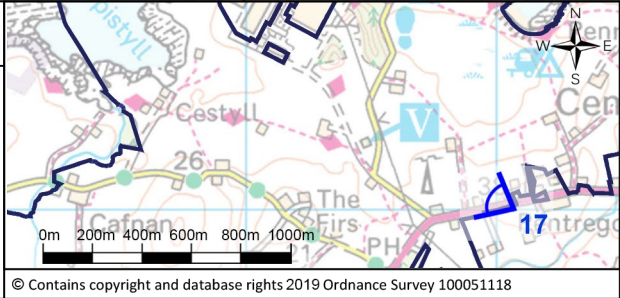 pistyll
N
W E
S
Cestyll
V
Cem
26
The
Firs
17
Cafnan
PH
0m 200m 400m 600m 800m 1000m
© Contains copyright and database rights 2019 Ordnance Survey 100051118